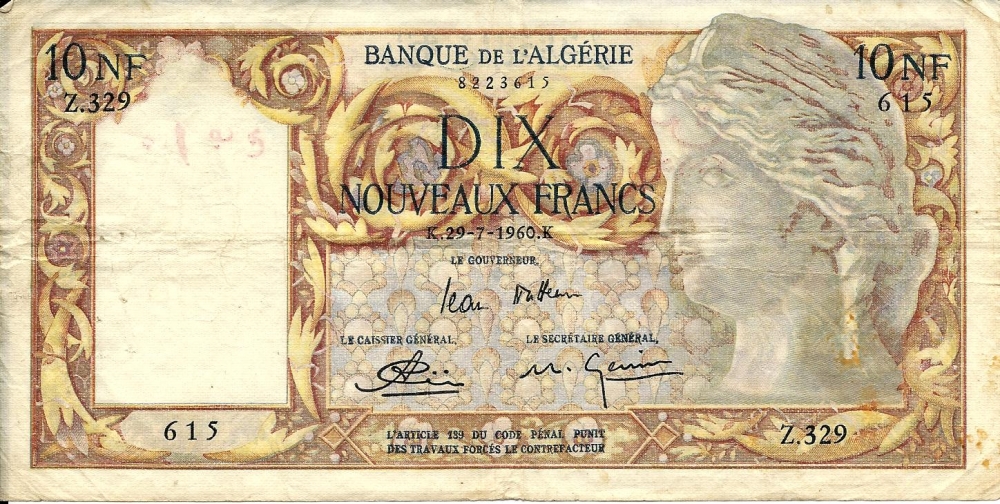 10 NF
Z.329
BANQUE DE L'ALGÉRIE
8223615
10 NF
615
DIX
NOUVEAUX FRANCS
K.29-7-1960.K
LE GOUVERNEUR,
LE CAISSIER GÉNÉRAL,
LE SECRÉTAIRE GÉNÉRAL,
615
L'ARTICLE 139 DU CODE PÉNAL PUNIT
DES TRAVAUX FORCÉS LE CONTREFACTEUR
Z.329